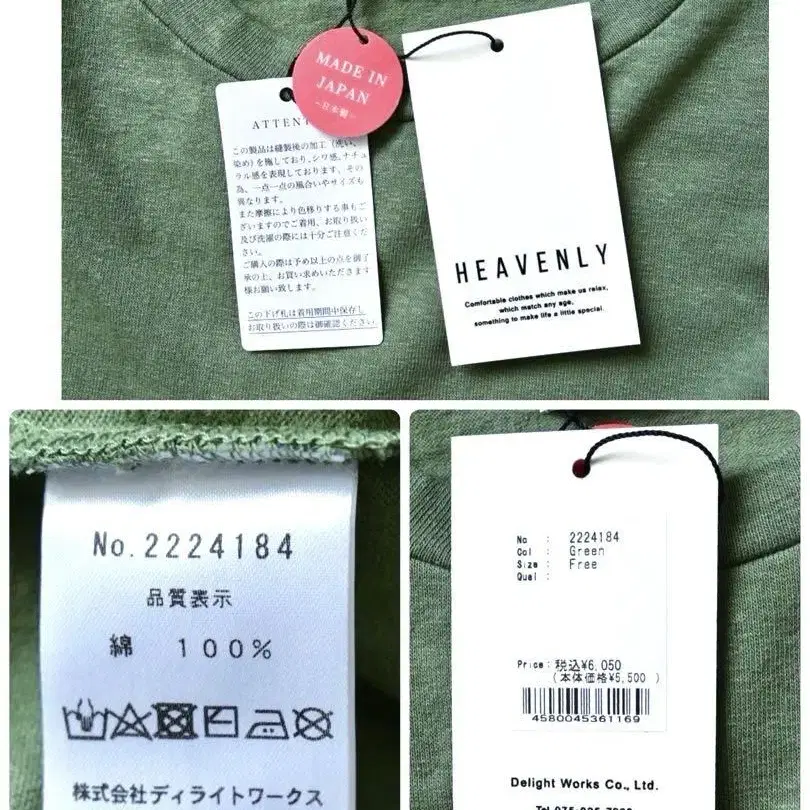 MADE IN
JAPAN
~日本製~
この製品は縫製後の加工(洗い、
染め)を施しており、シワ感、ナチュ
ラル感を表現しております、その
為、一点一点の風合いやサイズも
異なります。
また摩擦により色移りする事もご
ざいますのでご着用、お取り扱い
及び洗濯の際には十分ご注意くださ
い。
ご購入の際は予め以上の点を御了
承の上、お買い求めいただきます
様お願い致します。
この下げ札は着用期間中保存し
お取り扱いの際は御確認ください
HEAVENLY
Comfortable clothes which make us relax,
which match any age,
something to make life a little special.
No.2224184
品質表示
綿 100%
株式会社ディライトワークス
No : 2224184
Col : Green
Size : Free
Qual :
Price: 税込¥6,050
(本体価格¥5,500 )
4580045361169
Delight Works Co., Ltd.